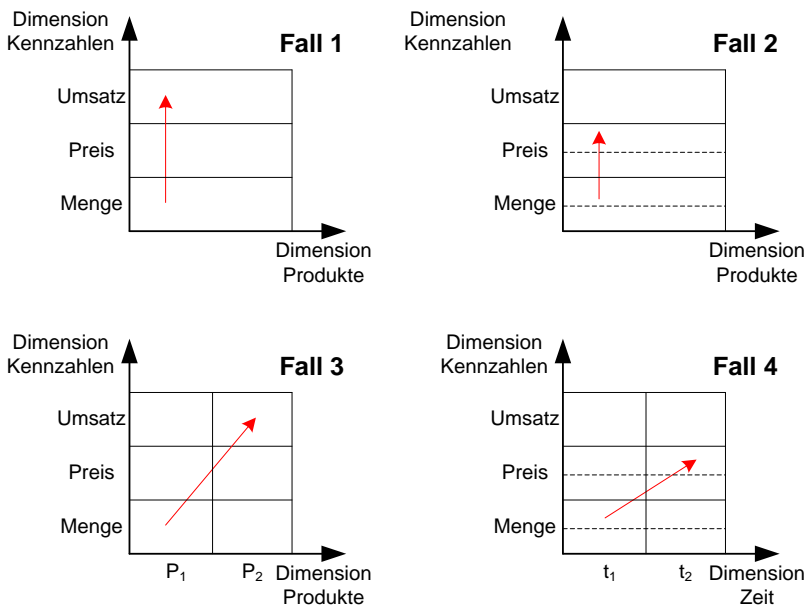 Dimension
Kennzahlen
Fall 1
Umsatz
Preis
Menge
Dimension
Produkte
Dimension
Kennzahlen
Fall 2
Umsatz
Preis
Menge
Dimension
Produkte
Dimension
Kennzahlen
Fall 3
Umsatz
Preis
Menge
P₁ P₂ Dimension
Produkte
Dimension
Kennzahlen
Fall 4
Umsatz
Preis
Menge
t₁ t₂ Dimension
Zeit